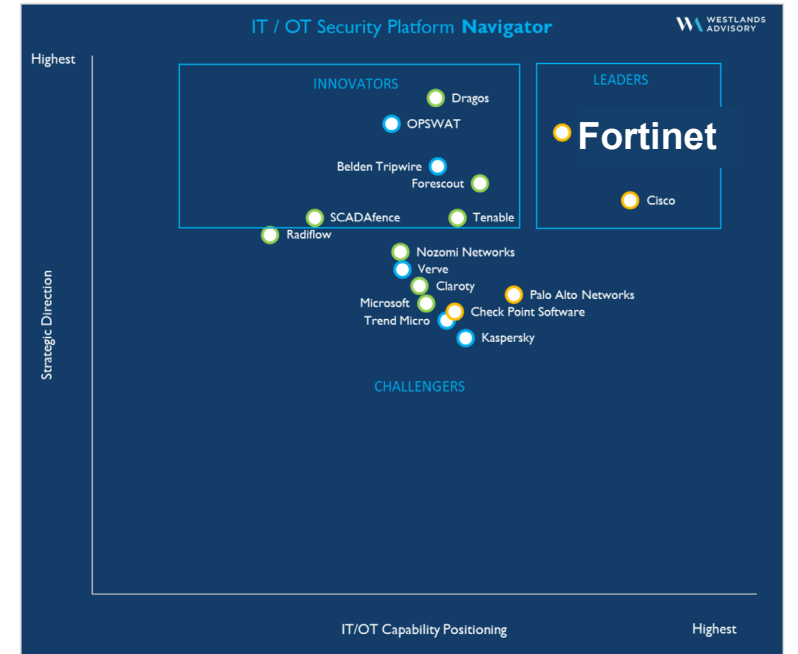 IT / OT Security Platform Navigator
WESTLANDS
ADVISORY
Highest
INNOVATORS
LEADERS
Dragos
OPSWAT
Fortinet
Belden Tripwire
Forescout
Cisco
SCADAfence
Tenable
Radiflow
Nozomi Networks
Verve
Claroty
Palo Alto Networks
Microsoft
Check Point Software
Trend Micro
Kaspersky
Strategic Direction
CHALLENGERS
IT/OT Capability Positioning
Highest